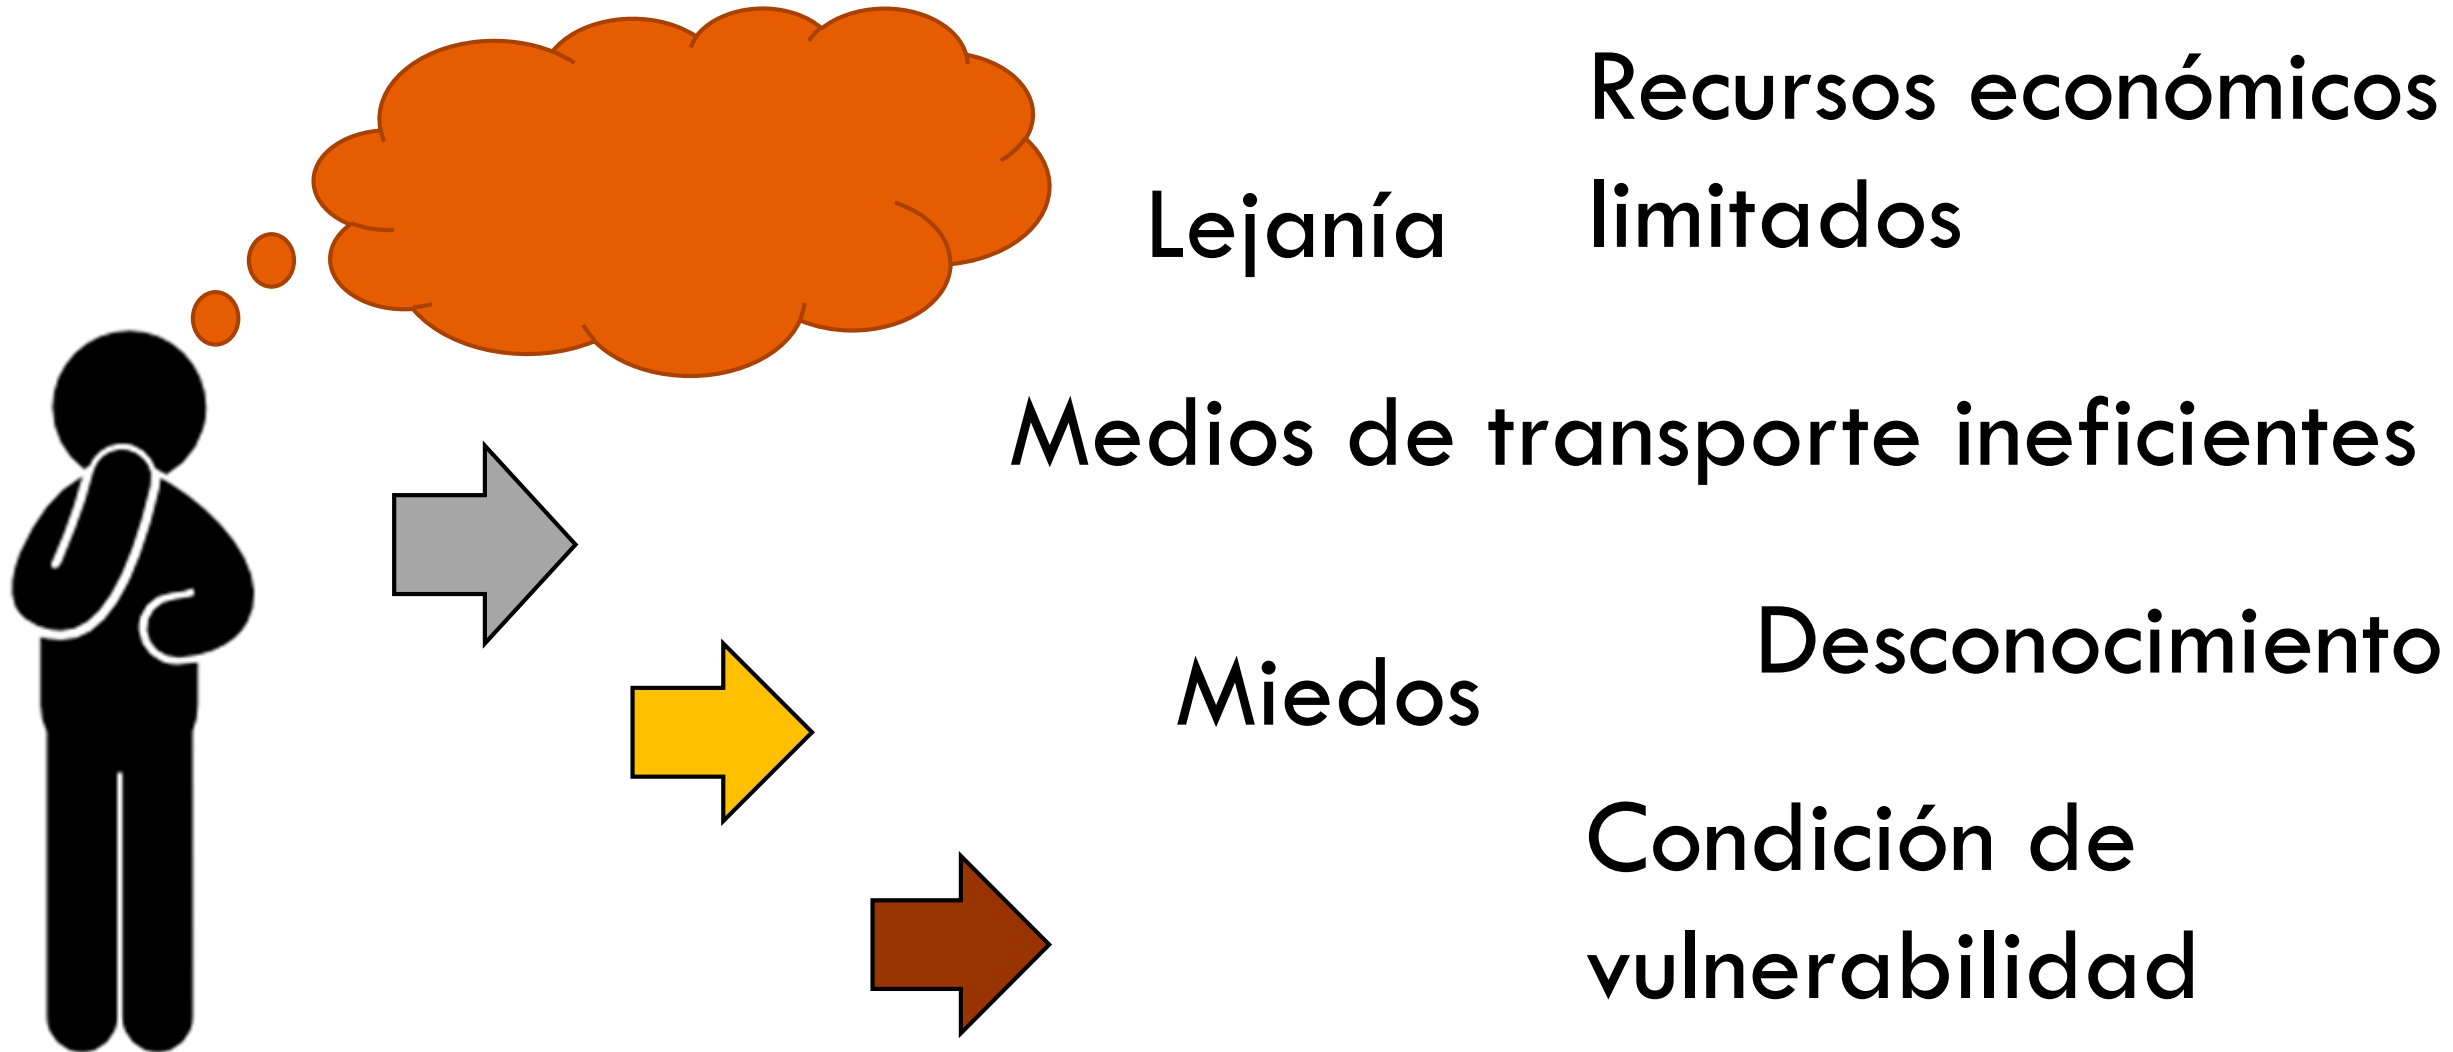 Recursos económicos
limitados
Lejanía
Medios de transporte ineficientes
Desconocimiento
Miedos
Condición de
vulnerabilidad